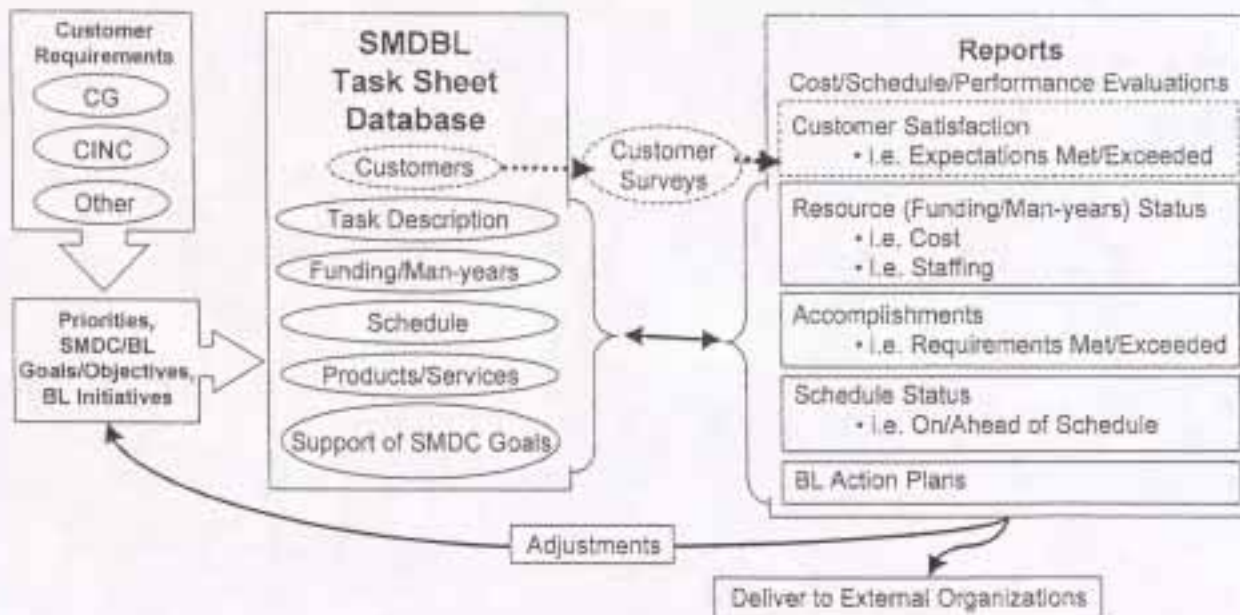 Customer
Requirements
CG
CINC
Other
Priorities,
SMDC/BL
Goals/Objectives,
BL Initiatives
SMDBL
Task Sheet
Database
Customers
Task Description
Funding/Man-years
Schedule
Products/Services
Support of SMDC Goals
Customer
Surveys
Reports
Cost/Schedule/Performance Evaluations
Customer Satisfaction
• i.e. Expectations Met/Exceeded
Resource (Funding/Man-years) Status
• i.e. Cost
• i.e. Staffing
Accomplishments
• i.e. Requirements Met/Exceeded
Schedule Status
• i.e. On/Ahead of Schedule
BL Action Plans
Adjustments
Deliver to External Organizations